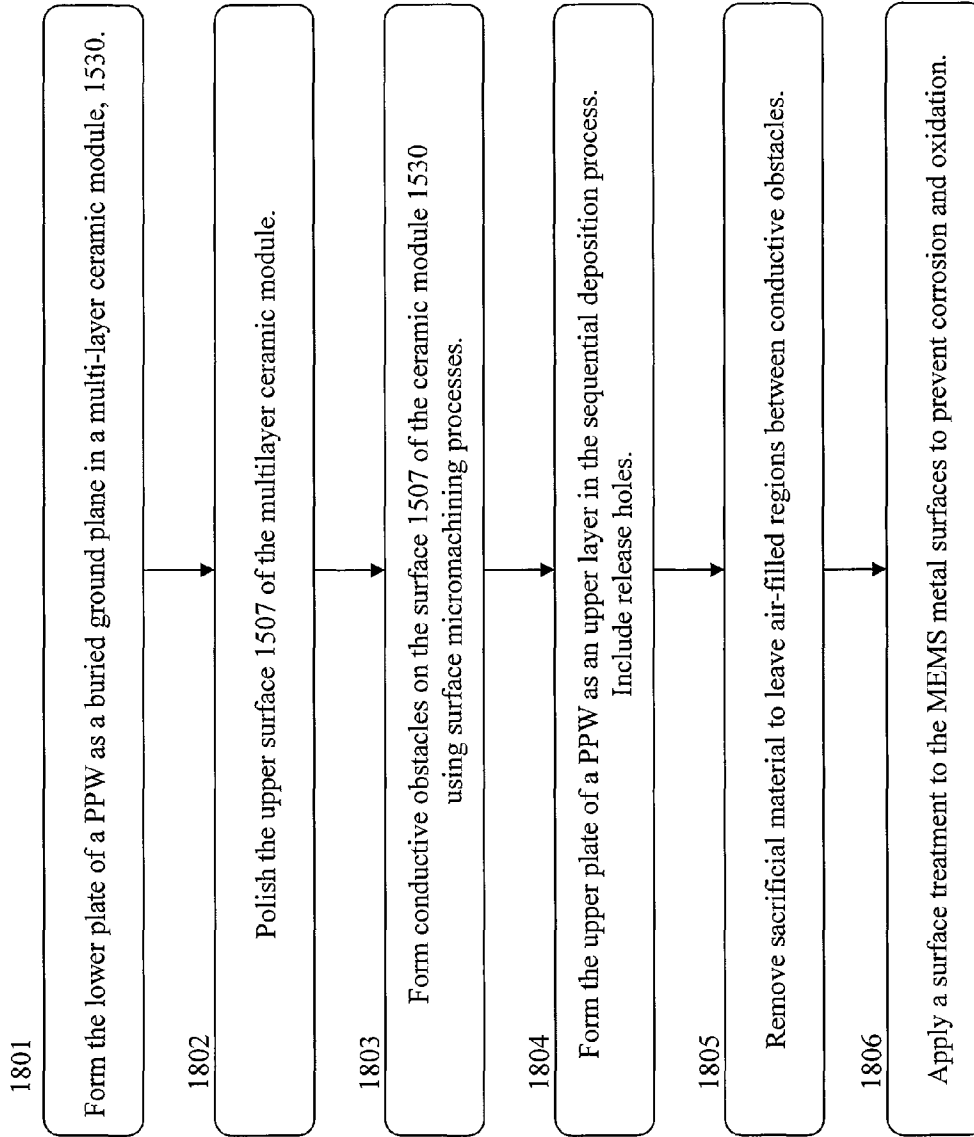 1801
Form the lower plate of a PPW as a buried ground plane in a multi-layer ceramic module, 1530.
1802
Polish the upper surface 1507 of the multilayer ceramic module.
1803
Form conductive obstacles on the surface 1507 of the ceramic module 1530
using surface micromachining processes.
1804
Form the upper plate of a PPW as an upper layer in the sequential deposition process.
Include release holes.
1805
Remove sacrificial material to leave air-filled regions between conductive obstacles.
1806
Apply a surface treatment to the MEMS metal surfaces to prevent corrosion and oxidation.